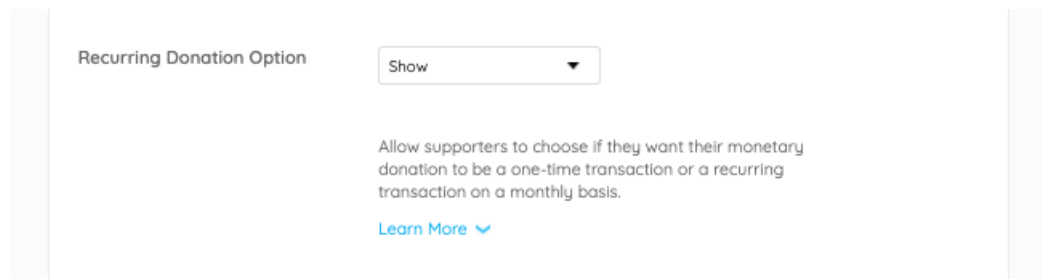 Recurring Donation Option
Show
Allow supporters to choose if they want their monetary
donation to be a one-time transaction or a recurring
transaction on a monthly basis.
Learn More